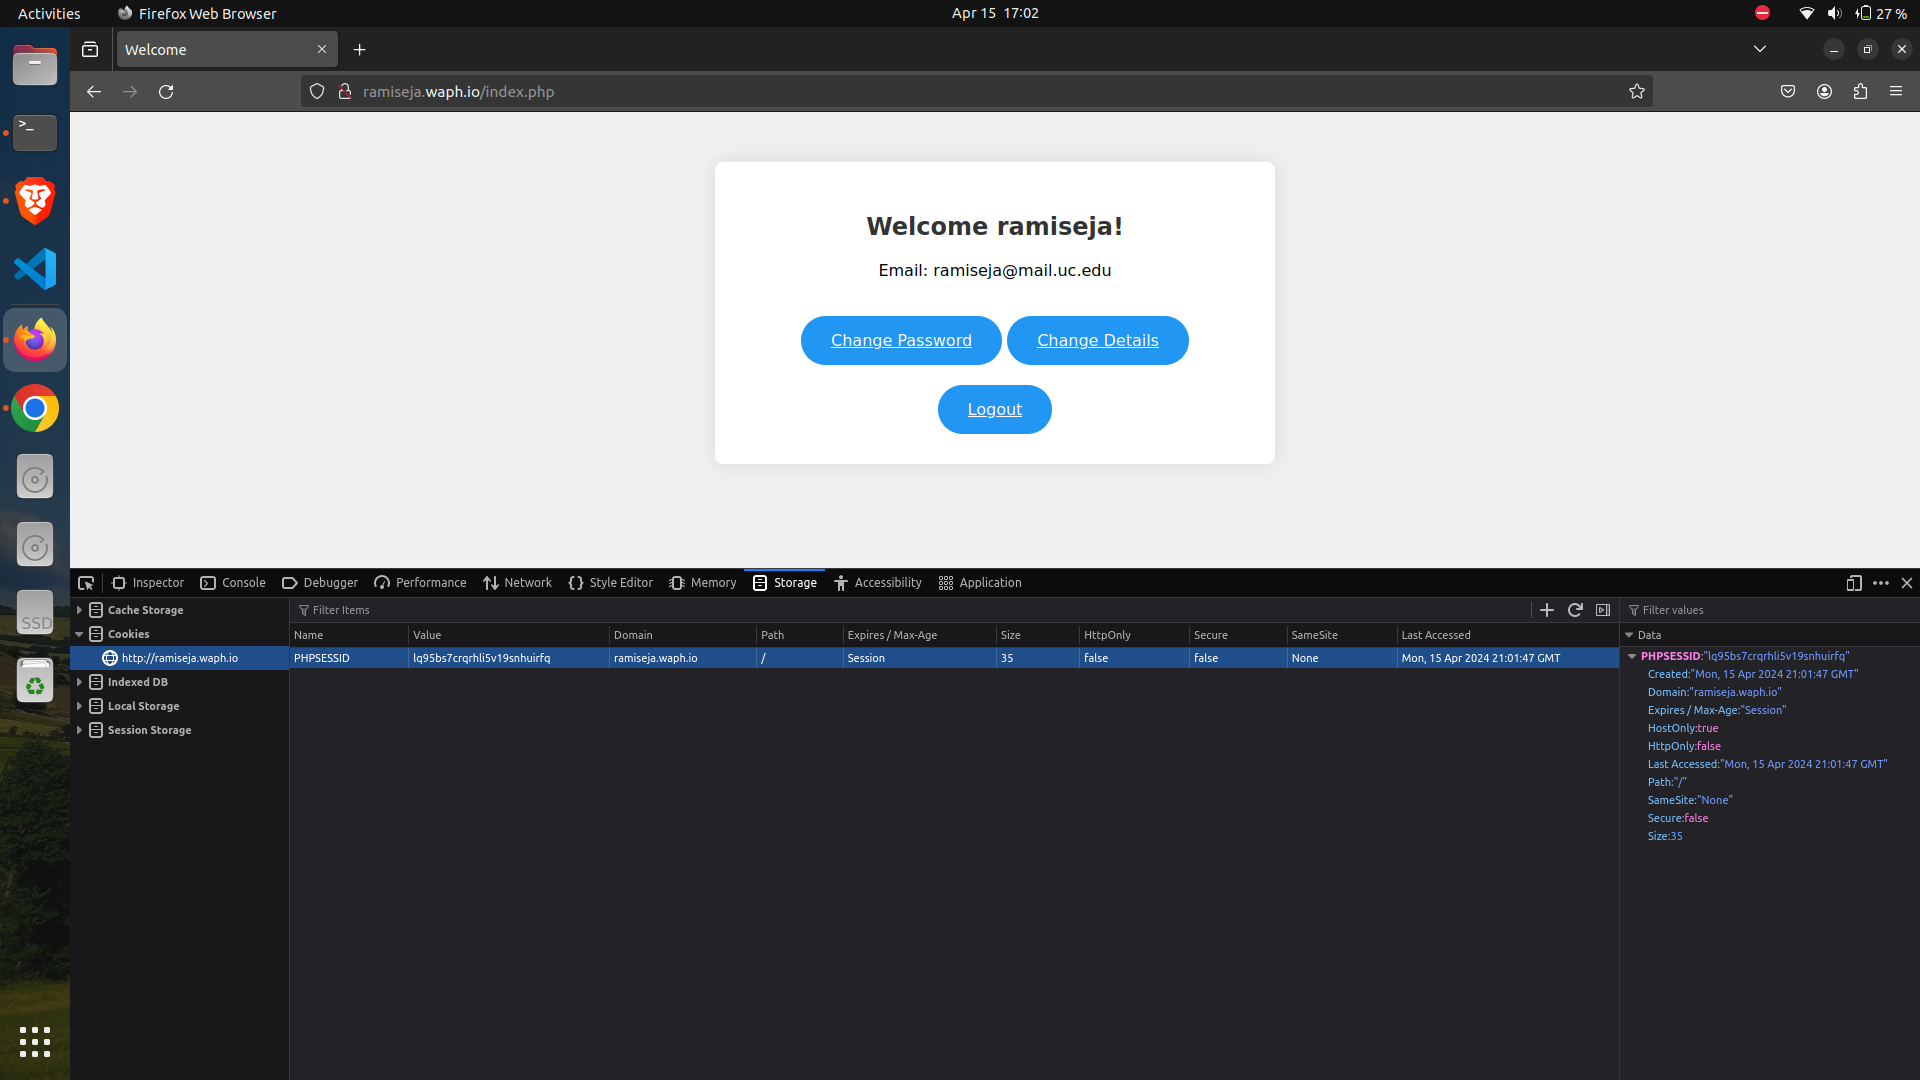 Activities Firefox Web Browser Apr 15 17:02 27 %
Welcome
ramiseja.waph.io/index.php
>_
Welcome ramiseja!
Email: ramiseja@mail.uc.edu
Change Password Change Details
Logout
SSD
Inspector Console Debugger Performance Network Style Editor Memory Storage Accessibility Application
Cache Storage
Cookies
http://ramiseja.waph.io
Indexed DB
Local Storage
Session Storage
Filter Items
Name Value Domain Path Expires / Max-Age Size HttpOnly Secure SameSite Last Accessed
PHPSESSID lq95bs7crqrhli5v19snhuirfq ramiseja.waph.io / Session 35 false false None Mon, 15 Apr 2024 21:01:47 GMT
Filter values
Data
PHPSESSID:"lq95bs7crqrhli5v19snhuirfq"
Created:"Mon, 15 Apr 2024 21:01:47 GMT"
Domain:"ramiseja.waph.io"
Expires / Max-Age:"Session"
HostOnly:true
HttpOnly:false
Last Accessed:"Mon, 15 Apr 2024 21:01:47 GMT"
Path:"/"
SameSite:"None"
Secure:false
Size:35